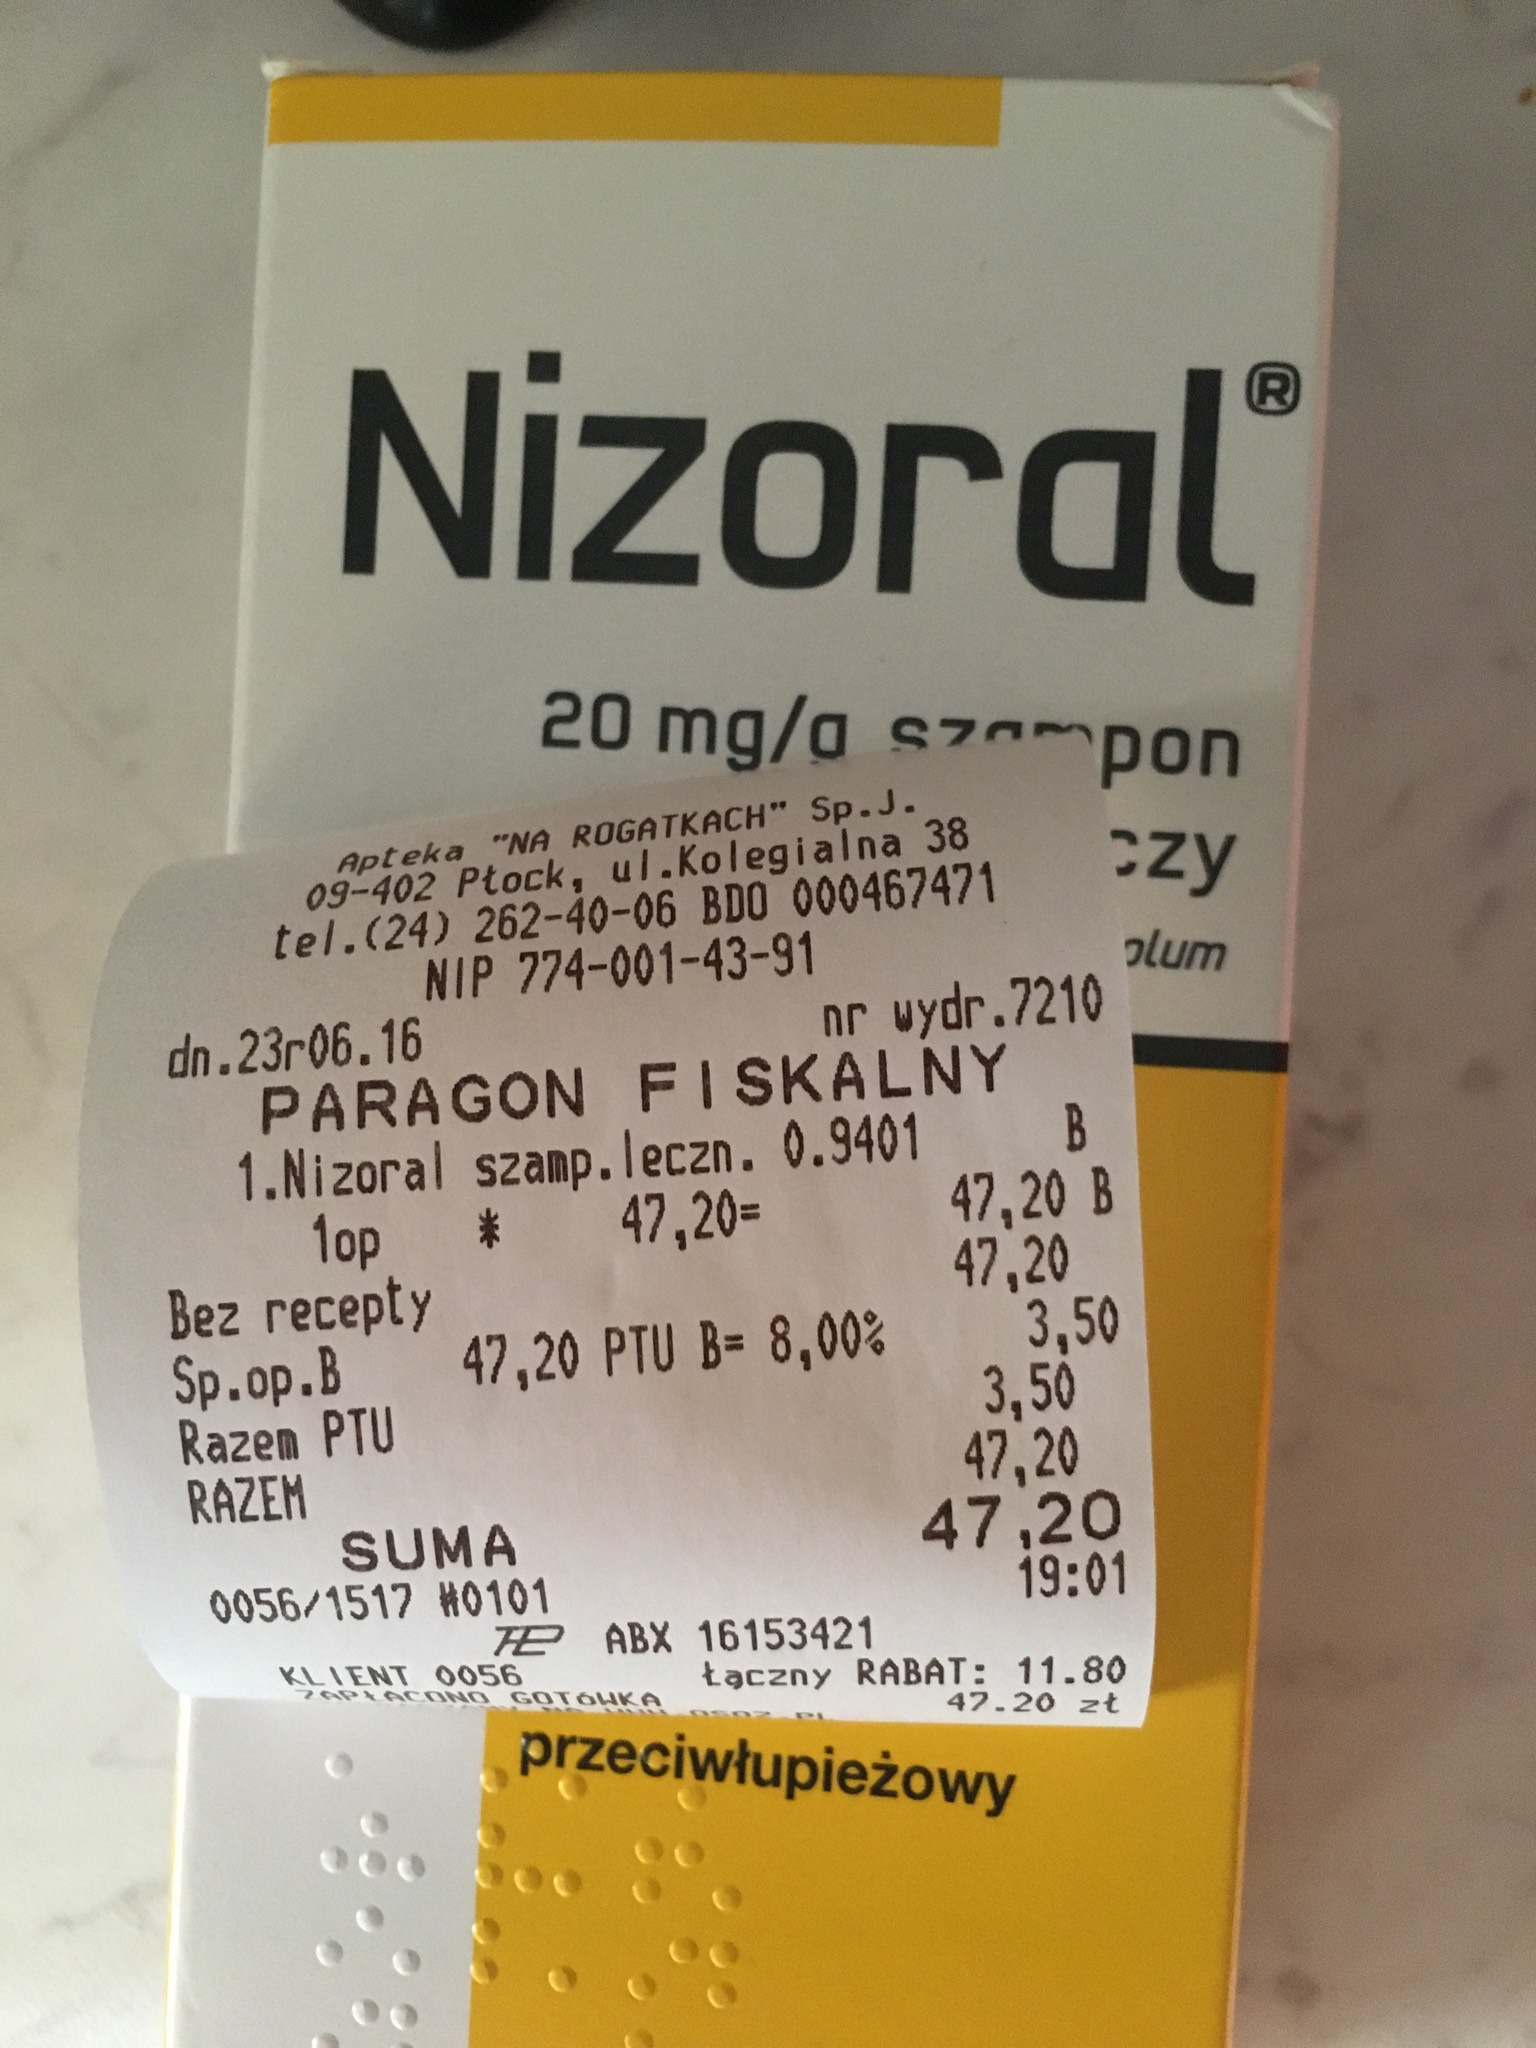 Nizoral®
20 mg/g szampon
czy
olum
Apteka "NA ROGATKACH" Sp.J.
09-402 Płock, ul.Kolegialna 38
tel.(24) 262-40-06 BDO 000467471
NIP 774-001-43-91
dn.23r06.16 nr wydr.7210
PARAGON FISKALNY
1.Nizoral szamp.leczn. 0.9401 B
1op * 47,20= 47,20 B
Bez recepty 47,20
Sp.op.B 47,20 PTU B= 8,00% 3,50
Razem PTU 3,50
RAZEM 47,20
SUMA 47,20
0056/1517 #0101 19:01
ABX 16153421
KLIENT 0056 Łączny RABAT: 11.80
ZAPŁACONO GOTÓWKA 47.20 zł
przeciwłupieżowy